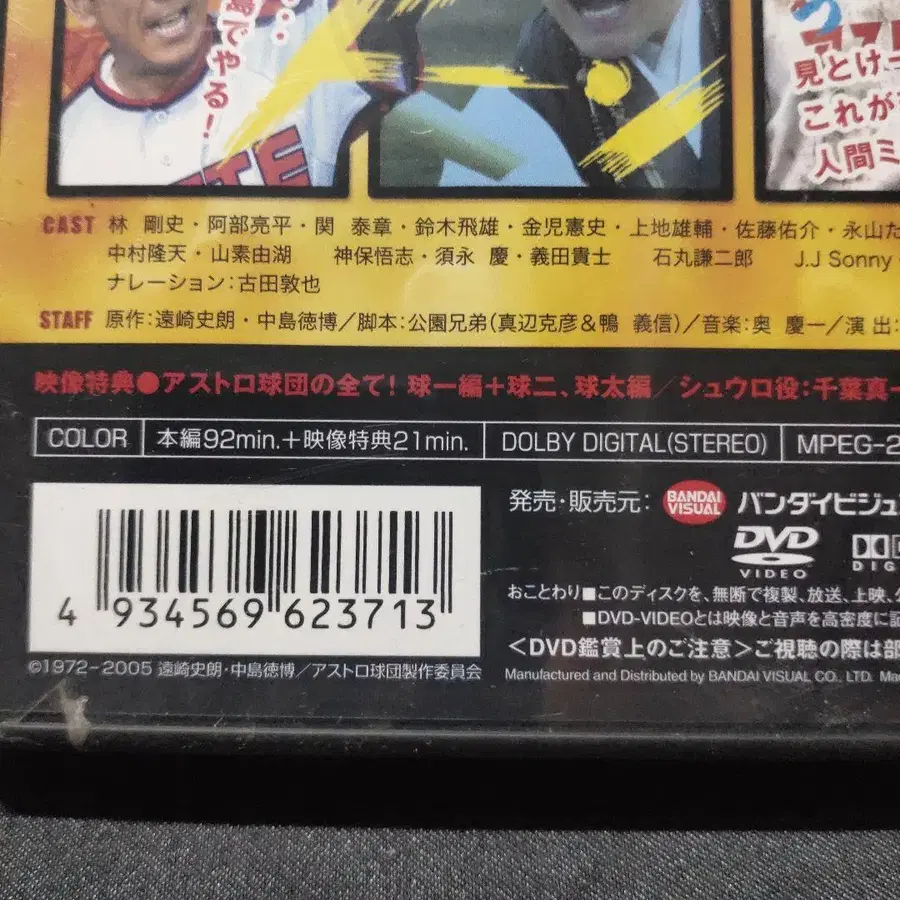 ・・・
島でやる!
見とけー
これが
人間ミ
CAST 林 剛史・阿部亮平・関 泰章・鈴木飛雄・金児憲史・上地雄輔・佐藤佑介・永山た
中村隆天・山素由湖 神保悟志・須永 慶・義田貴士 石丸謙二郎 J.J Sonny
ナレーション:古田敦也
STAFF 原作:遠崎史朗・中島徳博/脚本:公園兄弟(真辺克彦&鴨 義信)/音楽:奥 慶一/演出:
映像特典●アストロ球団の全て! 球一編+球二、球太編/シュウロ役:千葉真一
COLOR 本編92min.+映像特典21min. DOLBY DIGITAL(STEREO) MPEG-2
発売・販売元: BANDAI VISUAL バンダイビジュ
DVD VIDEO
DIG
おことわり■このディスクを、無断で複製、放送、上映、
■DVD-VIDEOとは映像と音声を高密度に記
<DVD鑑賞上のご注意>ご視聴の際は部
4 934569 623713
©1972-2005 遠崎史朗・中島徳博/アストロ球団製作委員会
Manufactured and Distributed by BANDAI VISUAL CO. LTD. Ma